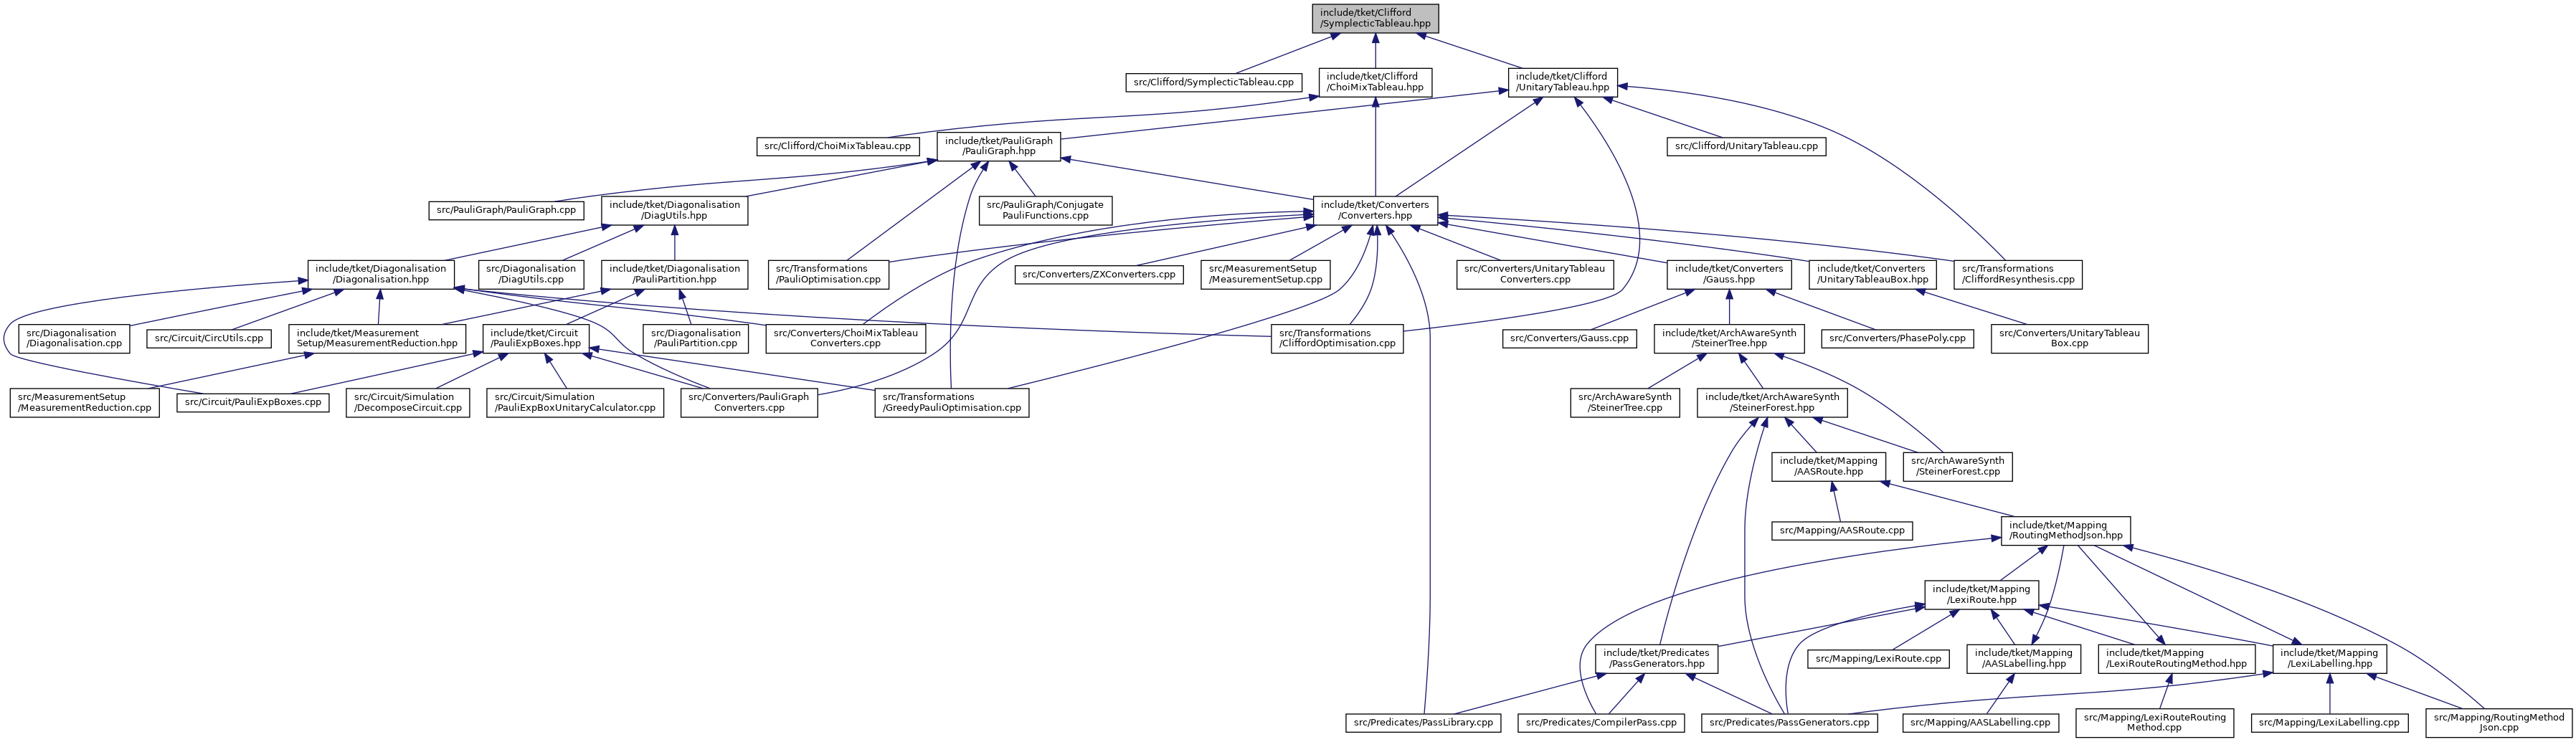 include/tket/Clifford
/SymplecticTableau.hpp
src/Clifford/SymplecticTableau.cpp
include/tket/Clifford
/ChoiMixTableau.hpp
include/tket/Clifford
/UnitaryTableau.hpp
src/Clifford/ChoiMixTableau.cpp
include/tket/PauliGraph
/PauliGraph.hpp
src/Clifford/UnitaryTableau.cpp
src/PauliGraph/PauliGraph.cpp
include/tket/Diagonalisation
/DiagUtils.hpp
src/PauliGraph/Conjugate
PauliFunctions.cpp
include/tket/Converters
/Converters.hpp
include/tket/Diagonalisation
/Diagonalisation.hpp
src/Diagonalisation
/DiagUtils.cpp
include/tket/Diagonalisation
/PauliPartition.hpp
src/Transformations
/PauliOptimisation.cpp
src/Converters/ZXConverters.cpp
src/MeasurementSetup
/MeasurementSetup.cpp
src/Converters/UnitaryTableau
Converters.cpp
include/tket/Converters
/Gauss.hpp
include/tket/Converters
/UnitaryTableauBox.hpp
src/Transformations
/CliffordResynthesis.cpp
src/Diagonalisation
/Diagonalisation.cpp
src/Circuit/CircUtils.cpp
include/tket/Measurement
Setup/MeasurementReduction.hpp
include/tket/Circuit
/PauliExpBoxes.hpp
src/Diagonalisation
/PauliPartition.cpp
src/Converters/ChoiMixTableau
Converters.cpp
src/Transformations
/CliffordOptimisation.cpp
src/Converters/Gauss.cpp
include/tket/ArchAwareSynth
/SteinerTree.hpp
src/Converters/PhasePoly.cpp
src/Converters/UnitaryTableau
Box.cpp
src/MeasurementSetup
/MeasurementReduction.cpp
src/Circuit/PauliExpBoxes.cpp
src/Circuit/Simulation
/DecomposeCircuit.cpp
src/Circuit/Simulation
/PauliExpBoxUnitaryCalculator.cpp
src/Converters/PauliGraph
Converters.cpp
src/Transformations
/GreedyPauliOptimisation.cpp
src/ArchAwareSynth
/SteinerTree.cpp
include/tket/ArchAwareSynth
/SteinerForest.hpp
include/tket/Mapping
/AASRoute.hpp
src/ArchAwareSynth
/SteinerForest.cpp
src/Mapping/AASRoute.cpp
include/tket/Mapping
/RoutingMethodJson.hpp
include/tket/Mapping
/LexiRoute.hpp
include/tket/Predicates
/PassGenerators.hpp
src/Mapping/LexiRoute.cpp
include/tket/Mapping
/AASLabelling.hpp
include/tket/Mapping
/LexiRouteRoutingMethod.hpp
include/tket/Mapping
/LexiLabelling.hpp
src/Predicates/PassLibrary.cpp
src/Predicates/CompilerPass.cpp
src/Predicates/PassGenerators.cpp
src/Mapping/AASLabelling.cpp
src/Mapping/LexiRouteRouting
Method.cpp
src/Mapping/LexiLabelling.cpp
src/Mapping/RoutingMethod
Json.cpp